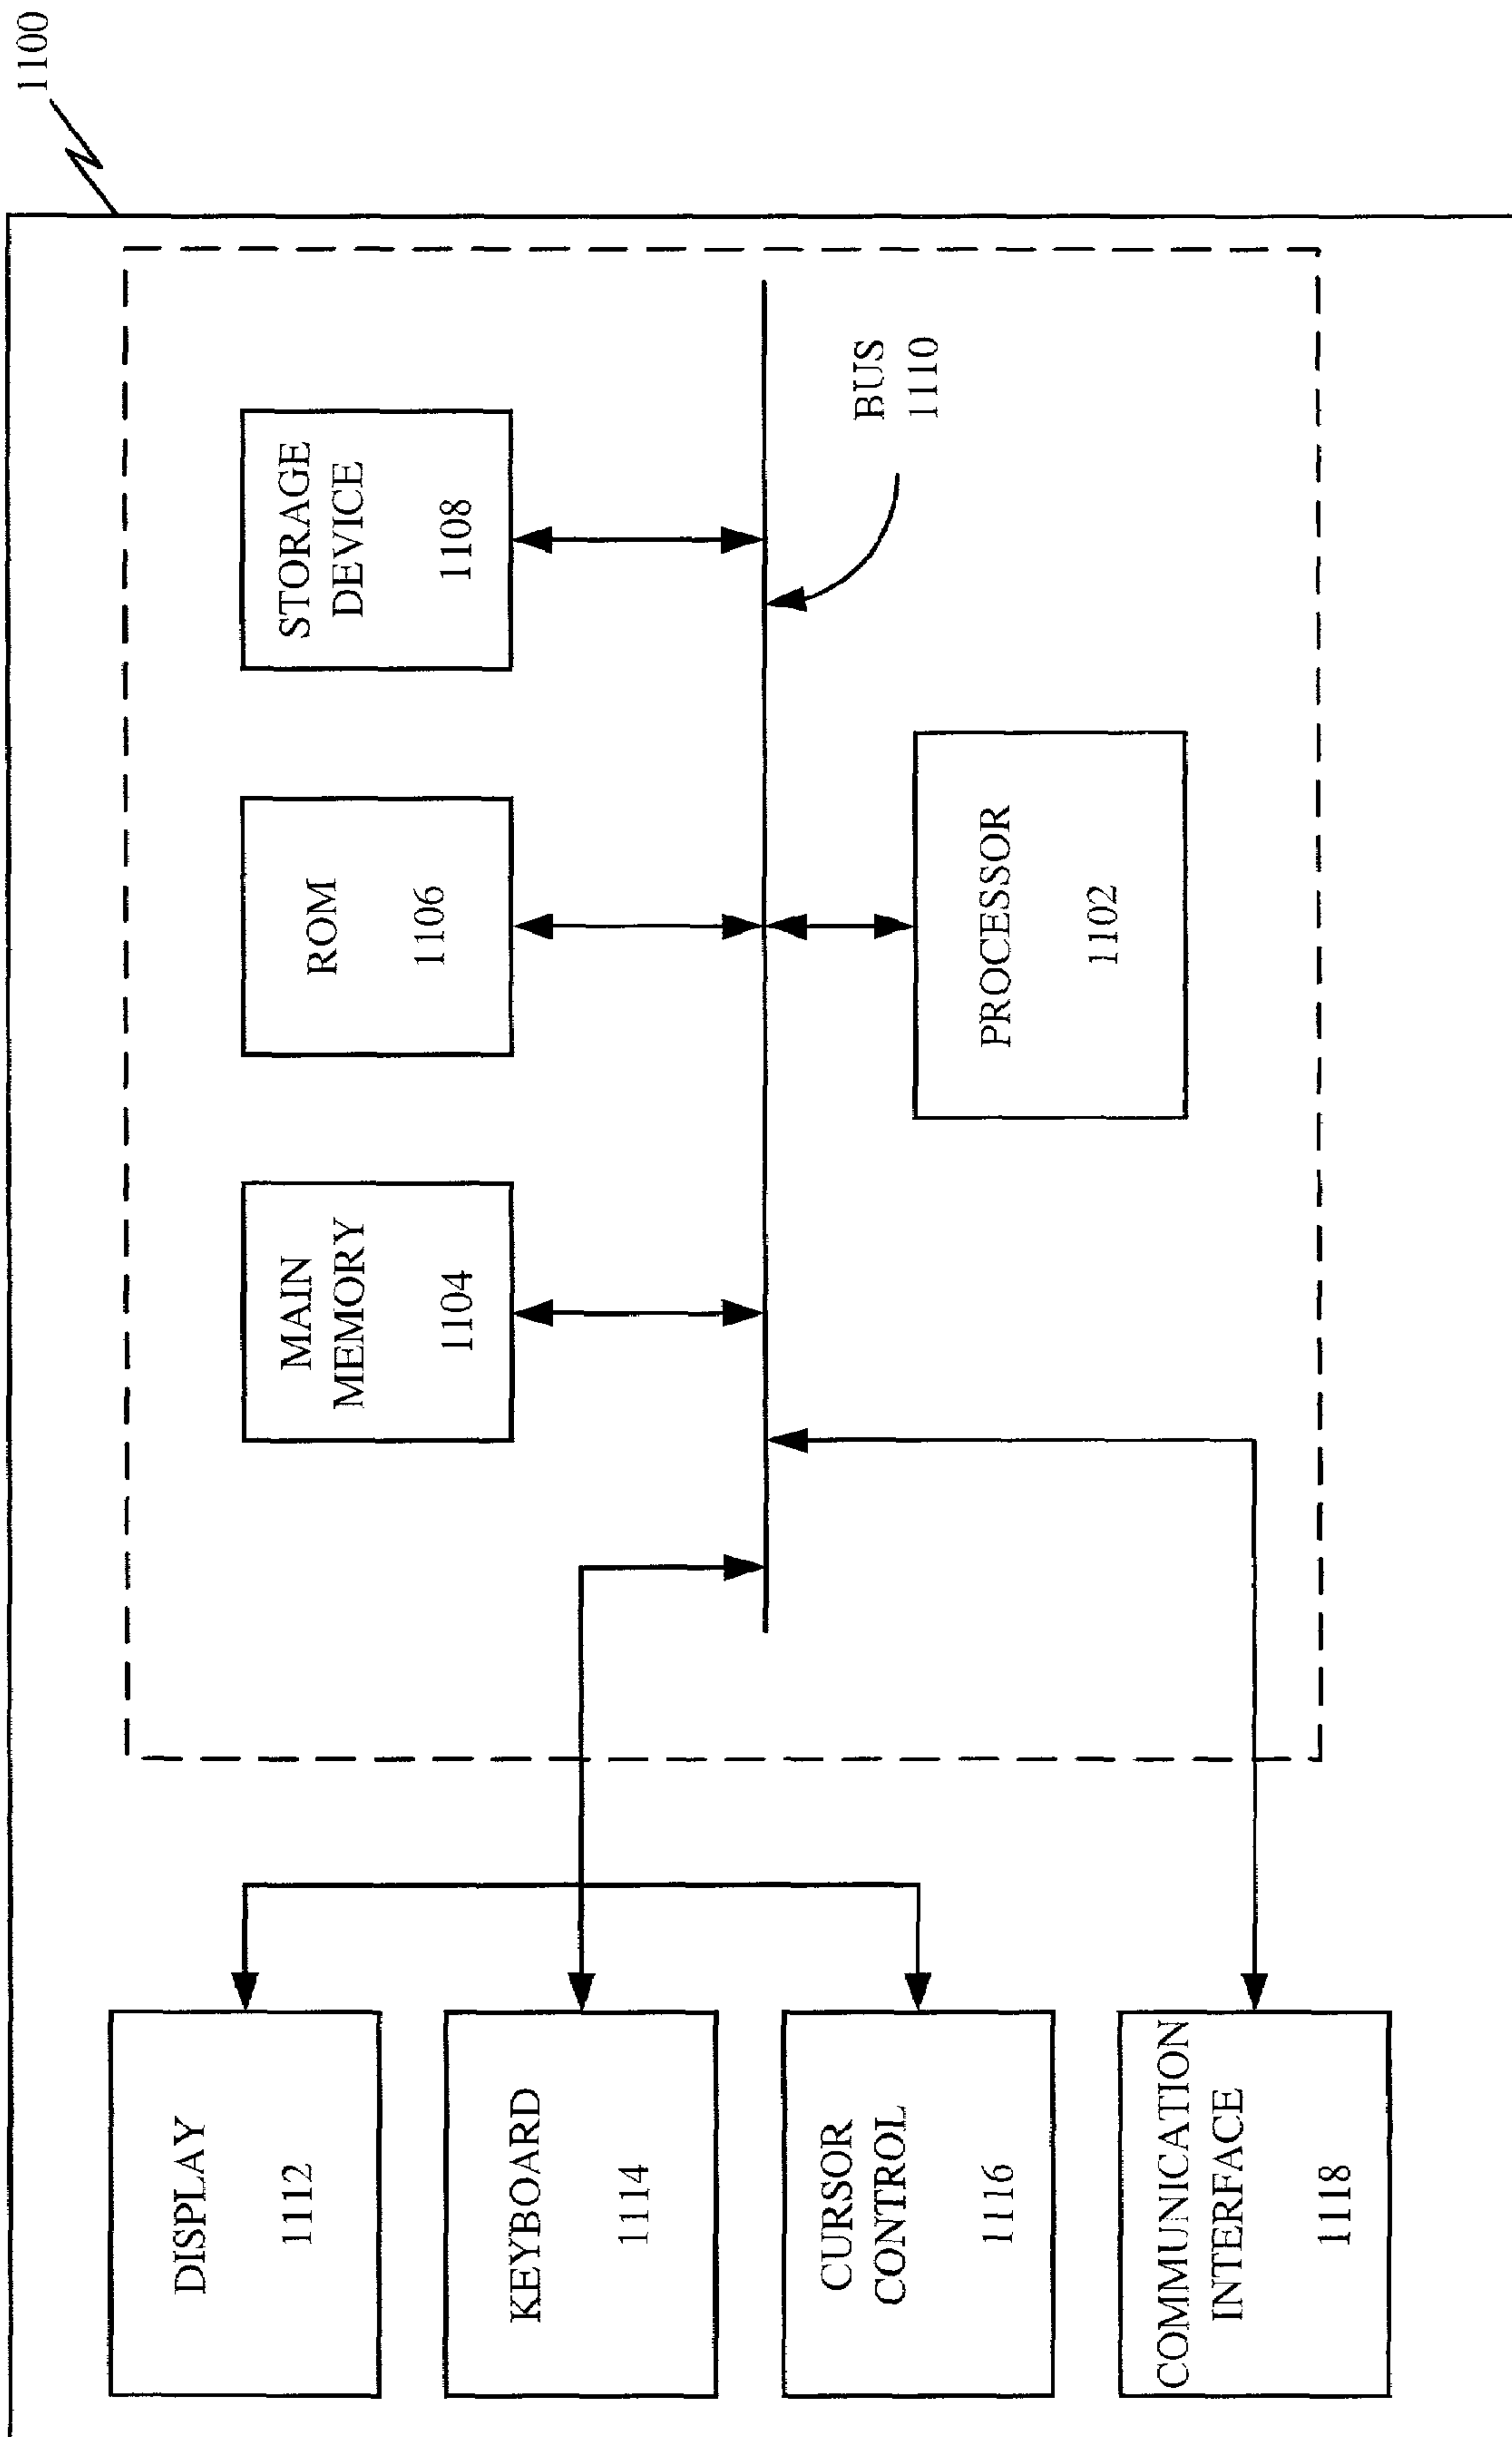 1100
DISPLAY
1112
KEYBOARD
1114
CURSOR
CONTROL
1116
COMMUNICATION
INTERFACE
1118
MAIN
MEMORY
1104
ROM
1106
STORAGE
DEVICE
1108
BUS
1110
PROCESSOR
1102